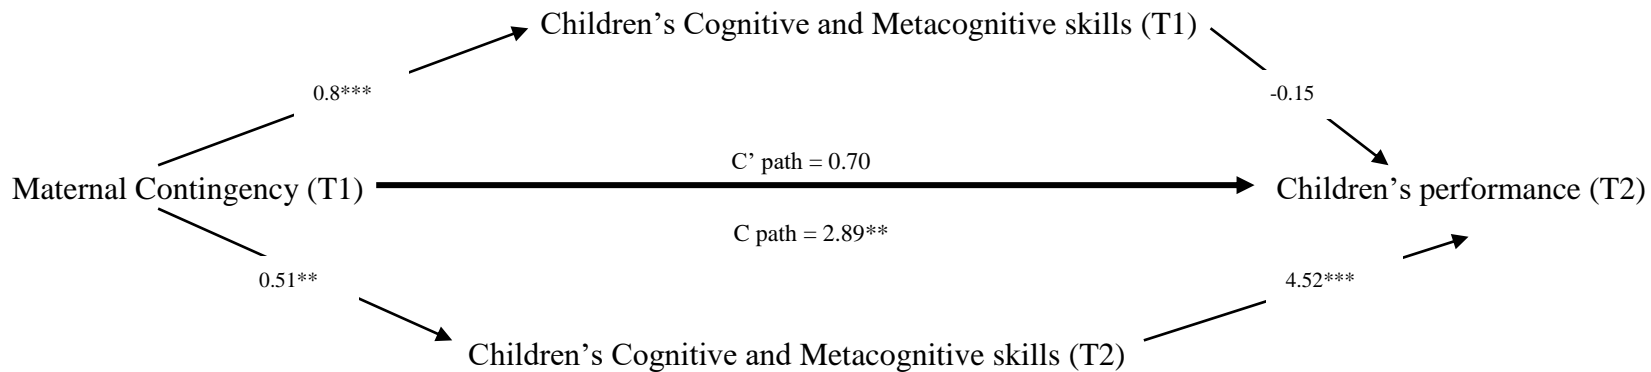 Children’s Cognitive and Metacognitive skills (T1)
0.8***
-0.15
C’ path = 0.70
Maternal Contingency (T1)
Children’s performance (T2)
C path = 2.89**
0.51**
4.52***
Children’s Cognitive and Metacognitive skills (T2)